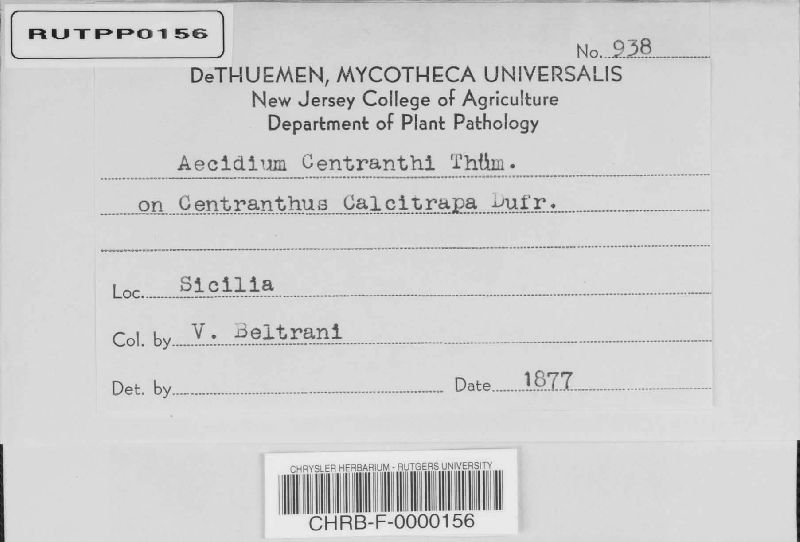 RUTPP0156
No. 938
DeTHUEMEN, MYCOTHECA UNIVERSALIS
New Jersey College of Agriculture
Department of Plant Pathology
Aecidium Centranthi Thüm.
on Centranthus Calcitrapa Dufr.
Loc. Sicilia
Col. by V. Beltrani
Det. by
Date 1877
CHRYSLER HERBARIUM - RUTGERS UNIVERSITY
CHRB-F-0000156